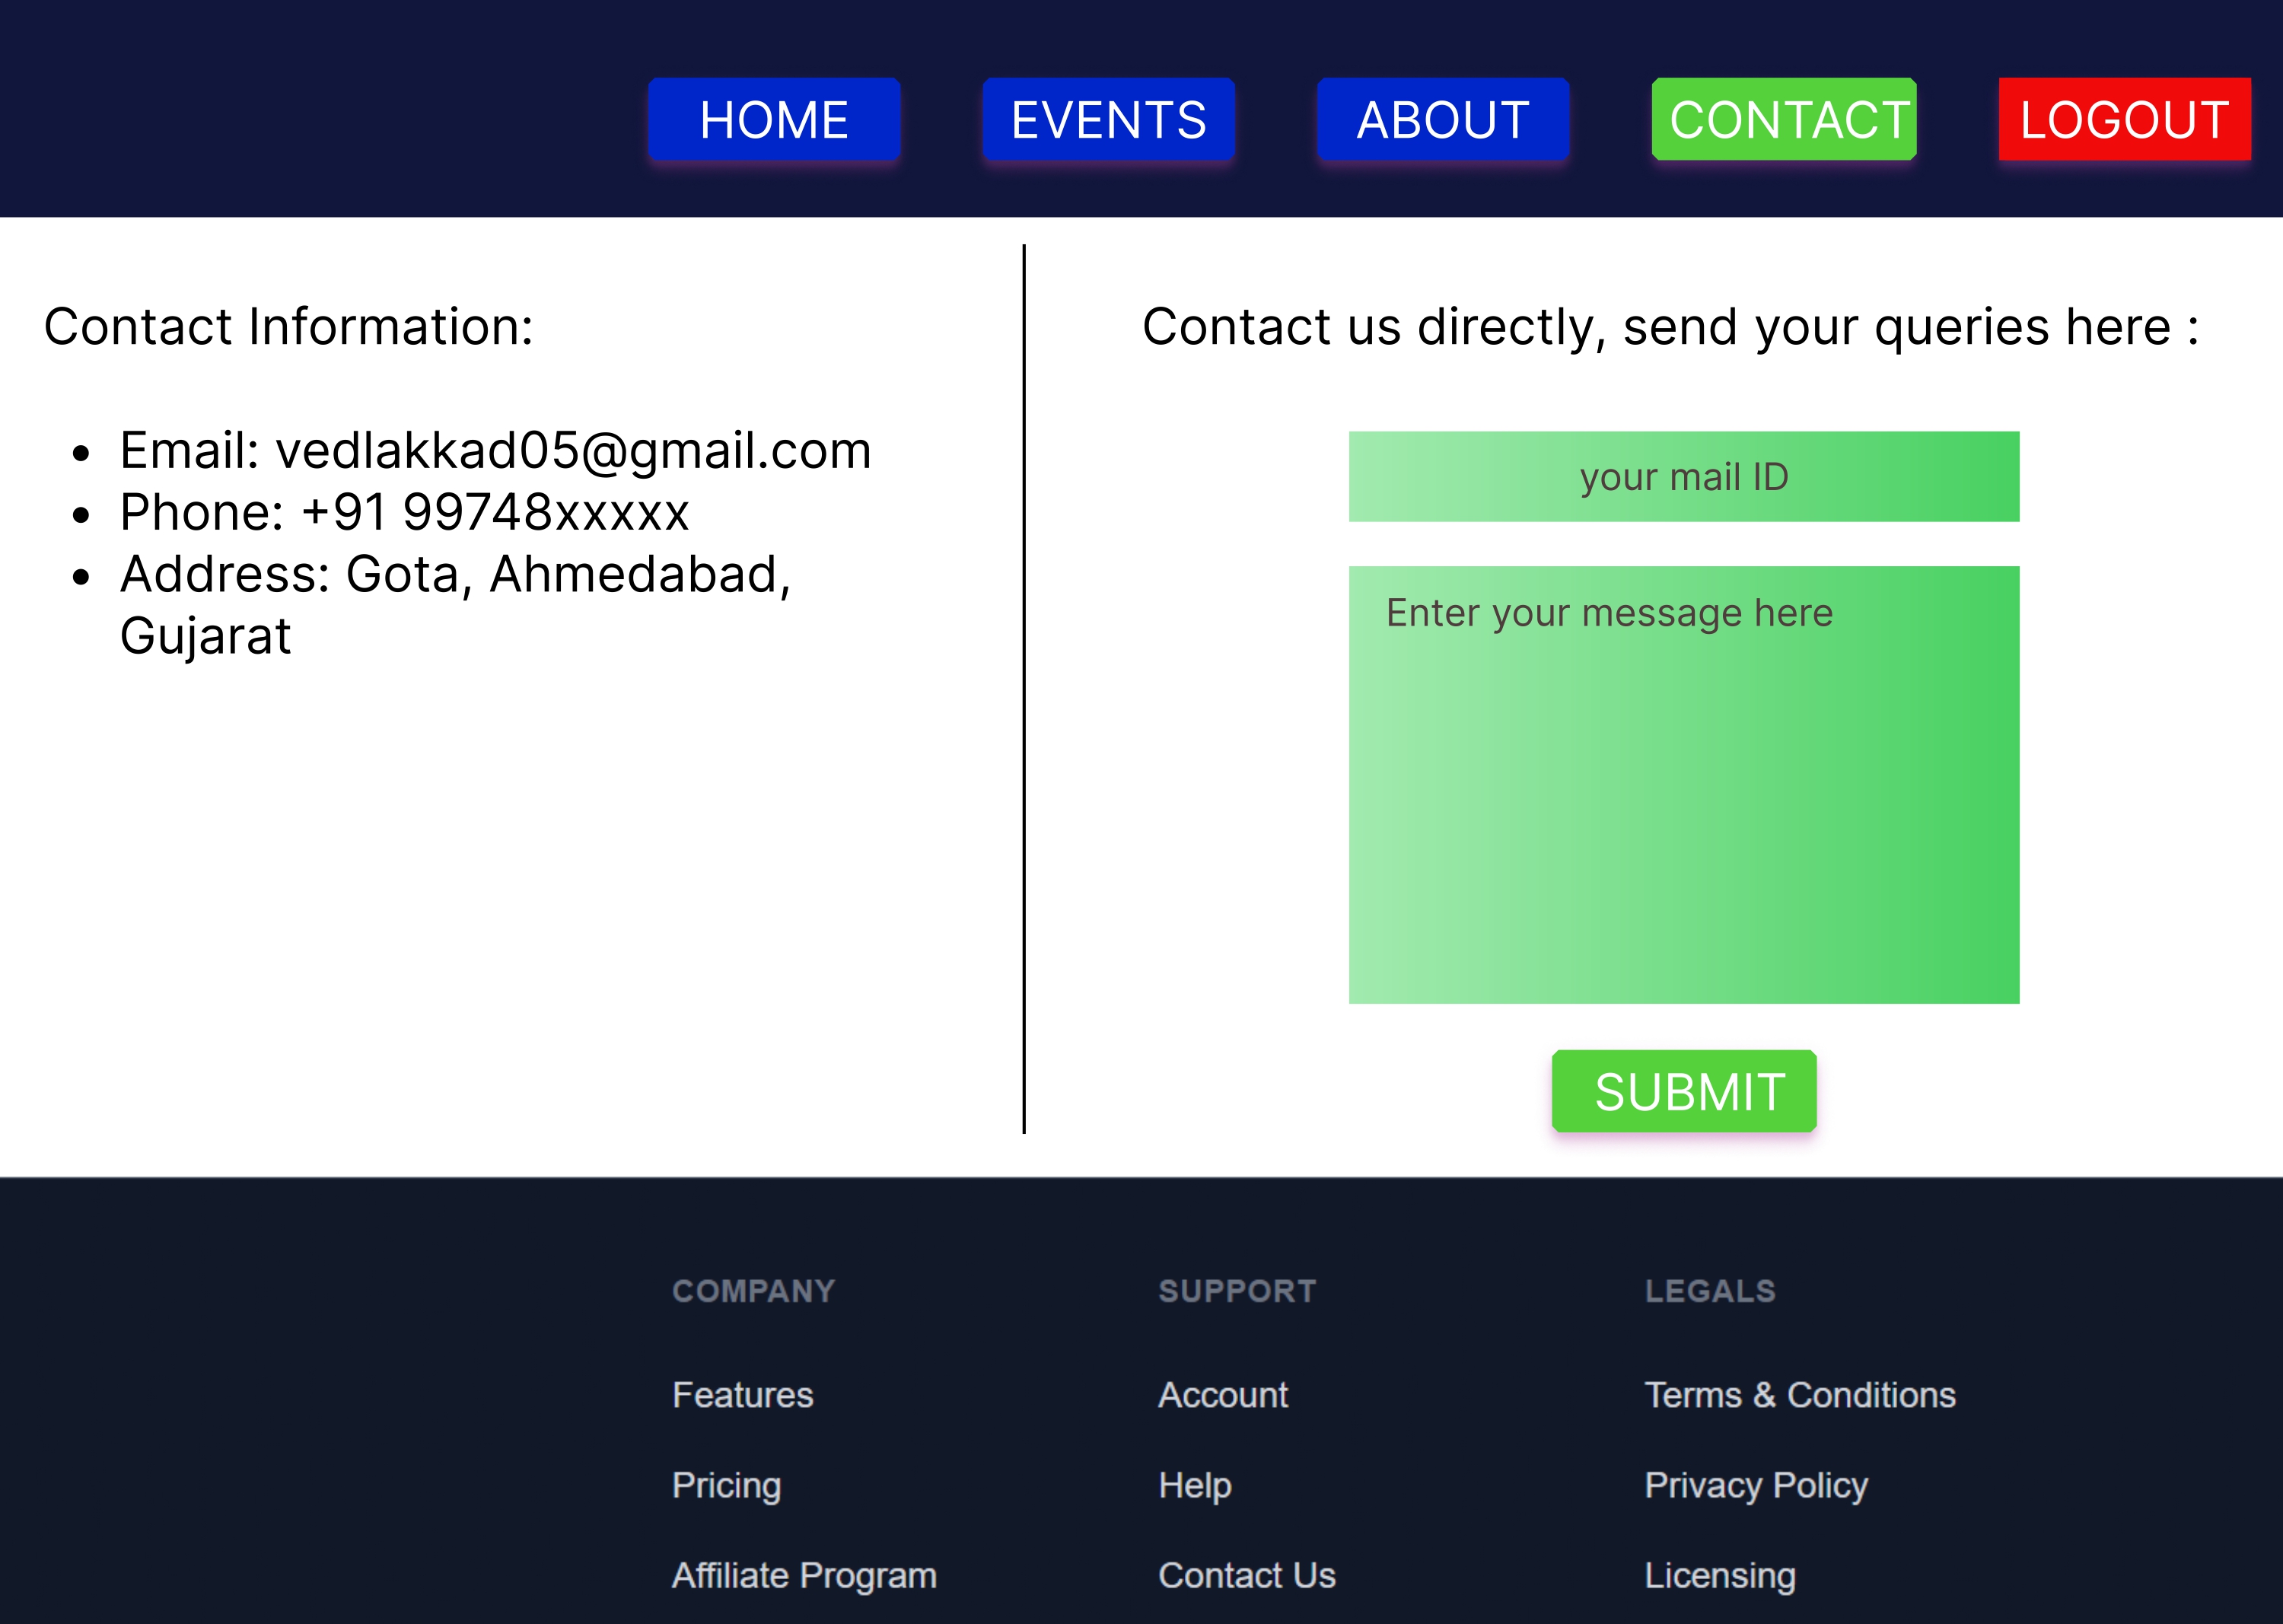 HOME EVENTS ABOUT CONTACT LOGOUT
Contact Information:
• Email: vedlakkad05@gmail.com
• Phone: +91 99748xxxxx
• Address: Gota, Ahmedabad,
Gujarat
Contact us directly, send your queries here :
your mail ID
Enter your message here
SUBMIT
COMPANY
Features
Pricing
Affiliate Program
SUPPORT
Account
Help
Contact Us
LEGALS
Terms & Conditions
Privacy Policy
Licensing